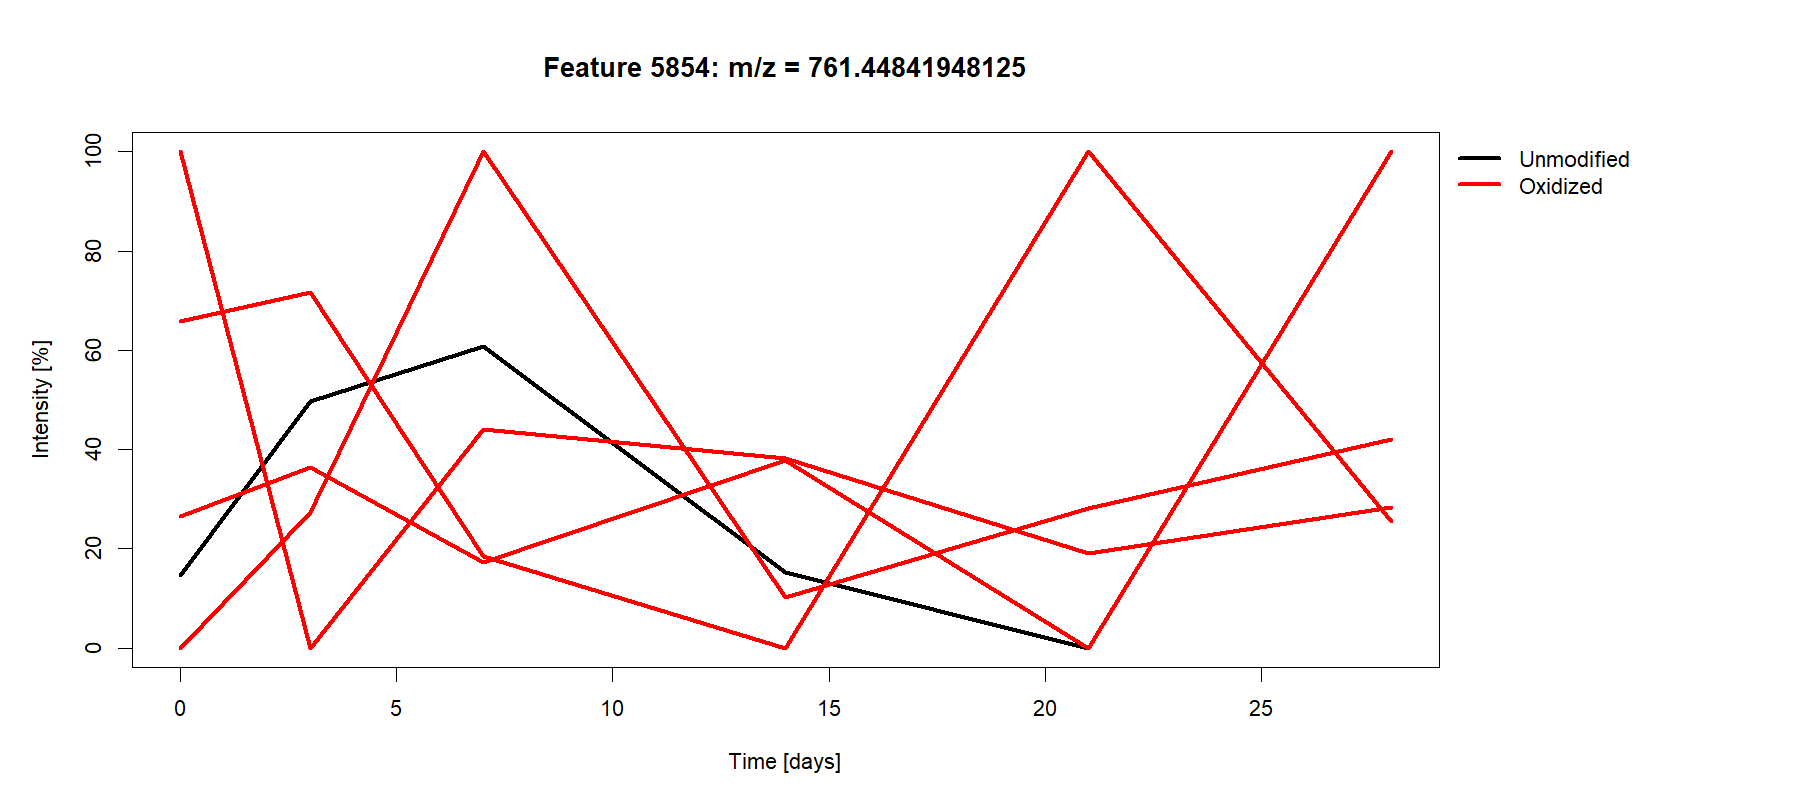 Feature 5854: m/z = 761.44841948125
Unmodified
Oxidized
Intensity [%]
100
80
60
40
20
0
0 5 10 15 20 25
Time [days]